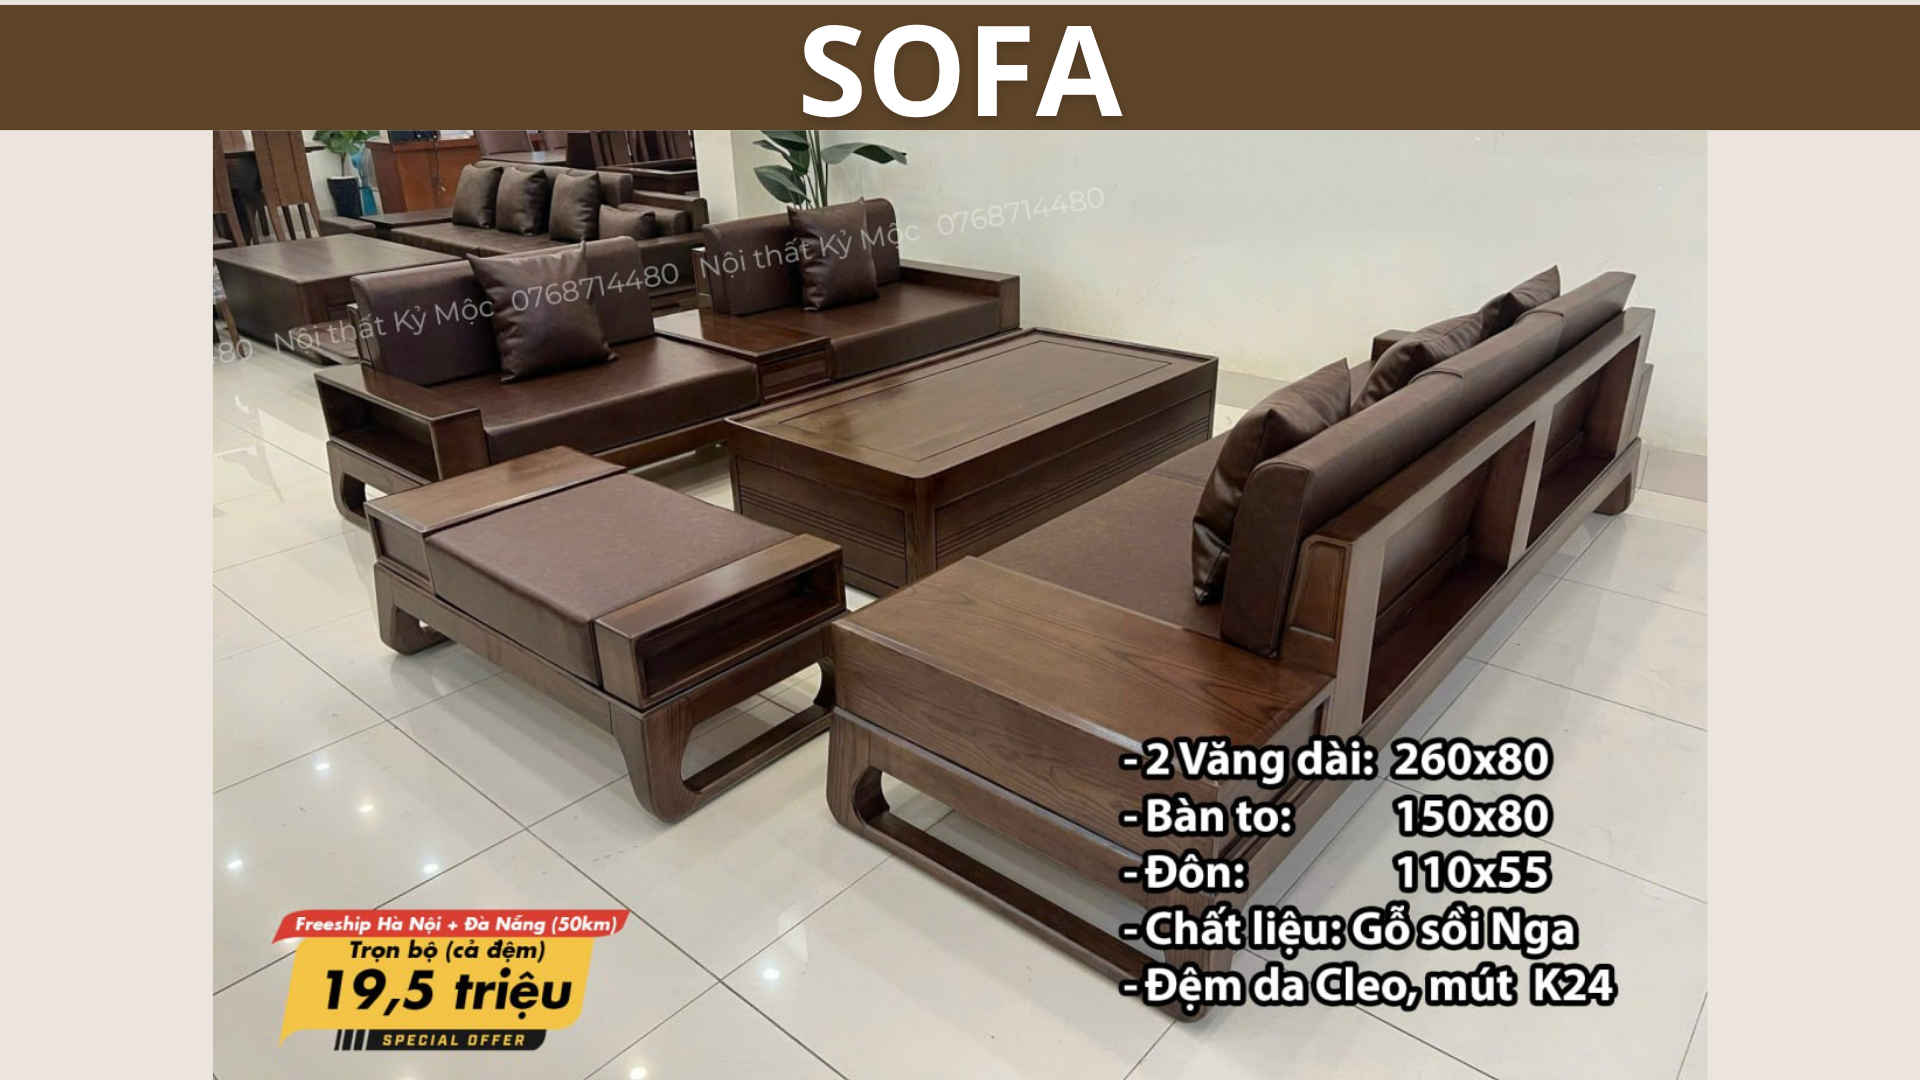 SOFA
Nội thất Kỷ Mộc 0768714480 Nội thất Kỷ Mộc 0768714480
-80
- 2 Văng dài: 260x80
- Bàn to: 150x80
- Đôn: 110x55
- Chất liệu: Gỗ sồi Nga
- Đệm da Cleo, mút K24
Freeship Hà Nội + Đà Nẵng (50km)
Trọn bộ (cả đệm)
19,5 triệu
SPECIAL OFFER